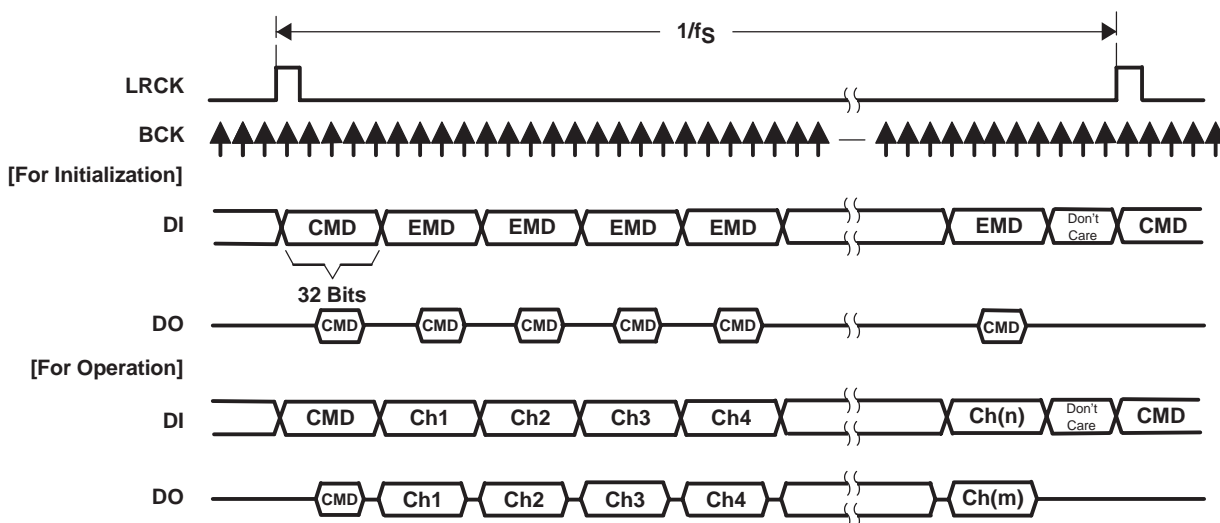 1/fS
LRCK
BCK
[For Initialization]
DI CMD EMD EMD EMD EMD EMD Don't Care CMD
32 Bits
DO CMD CMD CMD CMD CMD CMD
[For Operation]
DI CMD Ch1 Ch2 Ch3 Ch4 Ch(n) Don't Care CMD
DO CMD Ch1 Ch2 Ch3 Ch4 Ch(m)